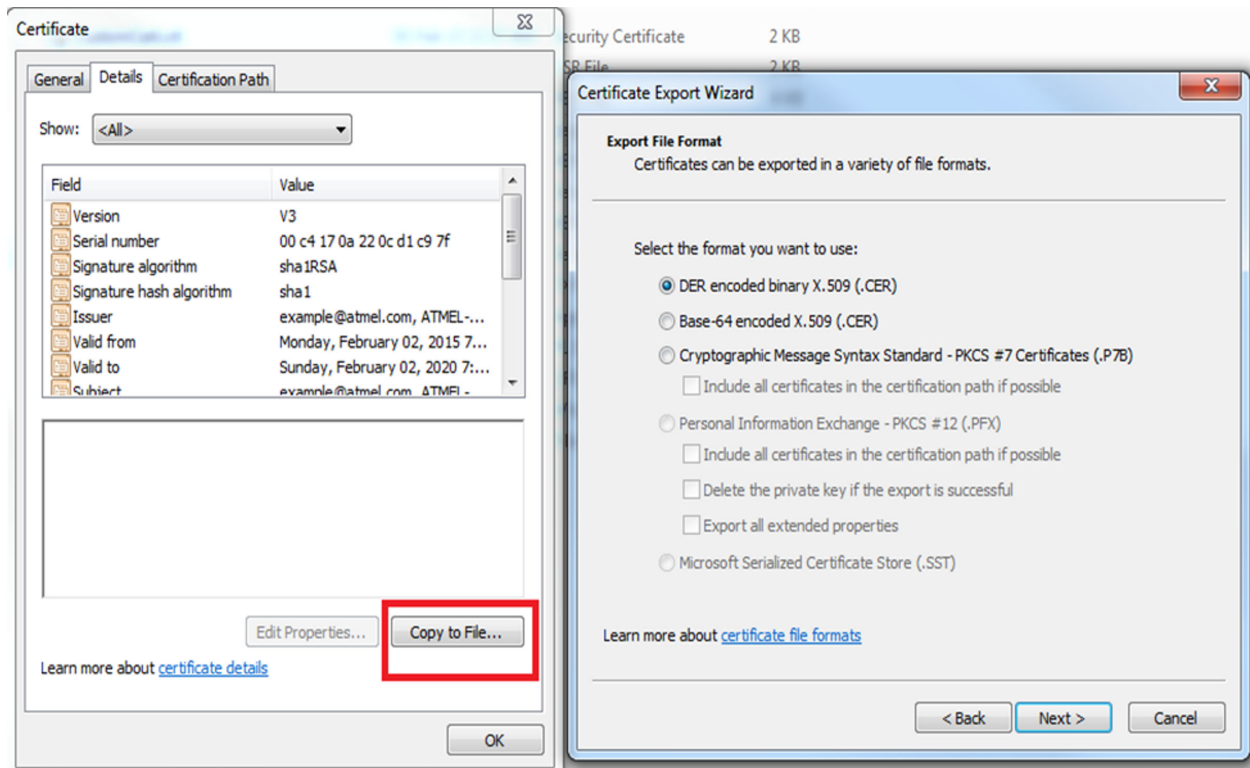 Certificate
General Details Certification Path
Show: <All>
Field Value
Version V3
Serial number 00 c4 17 0a 22 0c d1 c9 7f
Signature algorithm sha1RSA
Signature hash algorithm sha1
Issuer example@atmel.com, ATMEL-...
Valid from Monday, February 02, 2015 7...
Valid to Sunday, February 02, 2020 7:...
Subject example@atmel.com, ATMEL-
Edit Properties... Copy to File...
Learn more about certificate details
OK
ecurity Certificate 2 KB
SR File 2 KB
Certificate Export Wizard
Export File Format
Certificates can be exported in a variety of file formats.
Select the format you want to use:
DER encoded binary X.509 (.CER)
Base-64 encoded X.509 (.CER)
Cryptographic Message Syntax Standard - PKCS #7 Certificates (.P7B)
Include all certificates in the certification path if possible
Personal Information Exchange - PKCS #12 (.PFX)
Include all certificates in the certification path if possible
Delete the private key if the export is successful
Export all extended properties
Microsoft Serialized Certificate Store (.SST)
Learn more about certificate file formats
< Back Next > Cancel